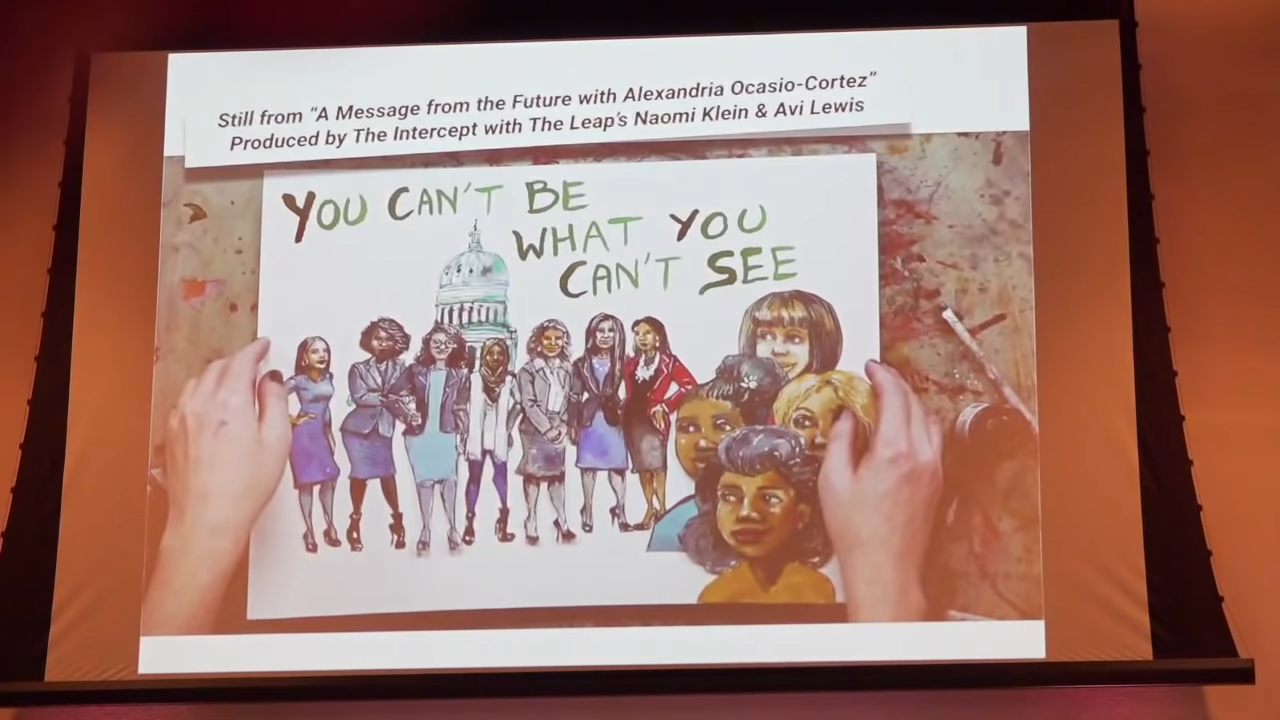 Still from “A Message from the Future with Alexandria Ocasio-Cortez”
Produced by The Intercept with The Leap’s Naomi Klein & Avi Lewis
YOU CAN'T BE
WHAT YOU
CAN'T SEE